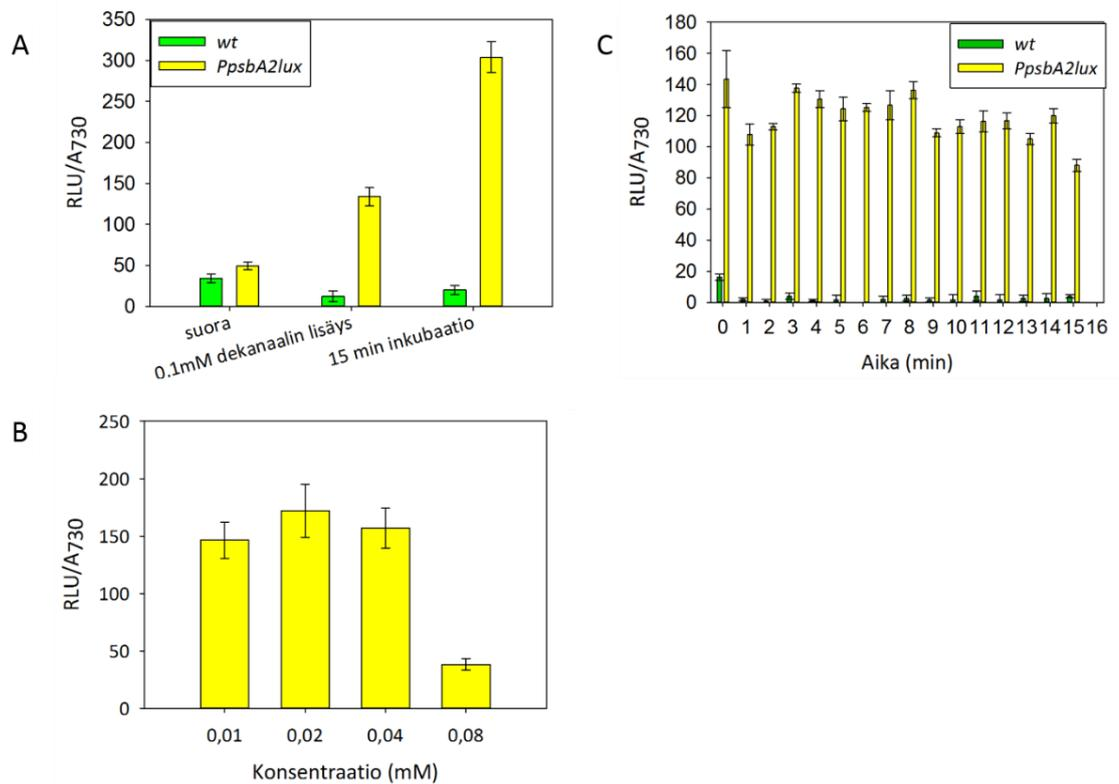 A
350
300
250
200
150
100
50
0
RLU/A730
wt
PpsbA2lux
suora
0.1mM dekanaalin lisäys
15 min inkubaatio
C
180
160
140
120
100
80
60
40
20
0
RLU/A730
wt
PpsbA2lux
0 1 2 3 4 5 6 7 8 9 10 11 12 13 14 15 16
Aika (min)
B
250
200
150
100
50
0
RLU/A730
0,01 0,02 0,04 0,08
Konsentraatio (mM)